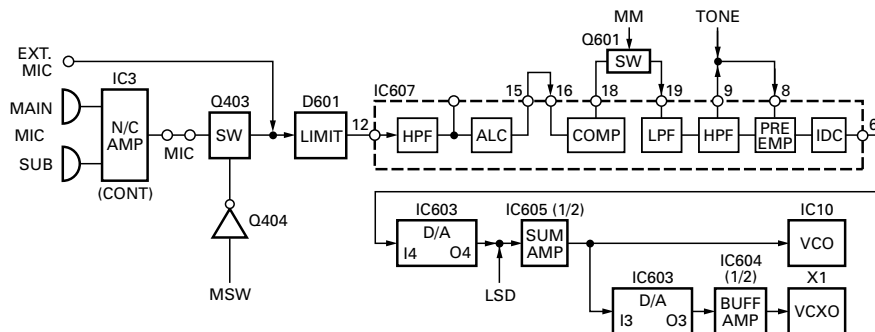 MM
TONE
EXT.
MIC
IC3
Q403
D601
Q601
SW
IC607
15
16
18
19
9
8
MAIN
MIC
SUB
N/C
AMP
(CONT)
MIC
SW
LIMIT
12
HPF
ALC
COMP
LPF
HPF
PRE
EMP
IDC
6
Q404
MSW
IC603
D/A
I4
O4
LSD
IC605 (1/2)
SUM
AMP
IC10
VCO
IC603
D/A
I3
O3
IC604
(1/2)
BUFF
AMP
X1
VCXO